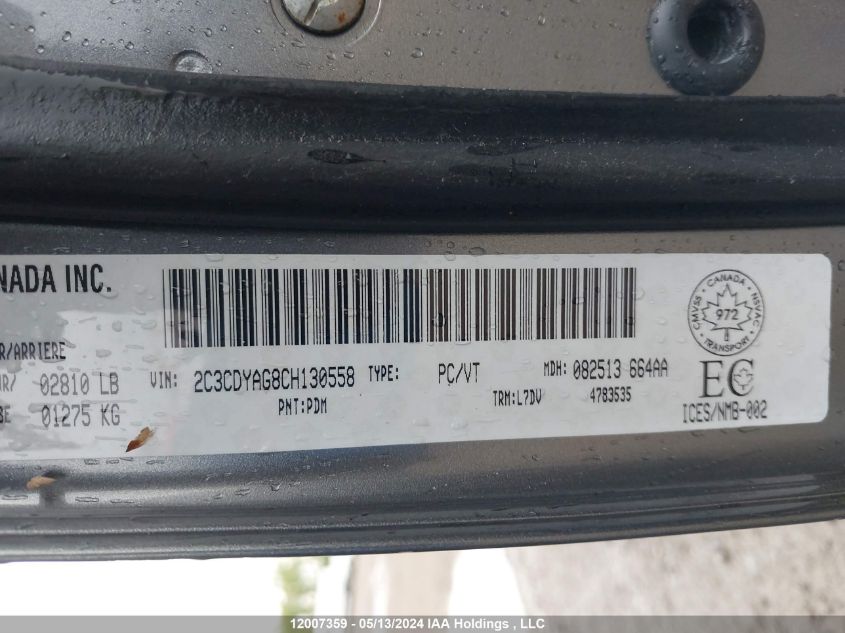 NADA INC.
R/ARRIERE
02810 LB
01275 KG
VIN: 2C3CDYAG8CH130558 TYPE: PC/VT MDH: 082513 664AA
PNT:PDM TRM:L7DV 4783535
CANADA
CMVSS
NSVAC
972
TRANSPORT
EC
ICES/NMB-002
12007359 - 05/13/2024 IAA Holdings , LLC